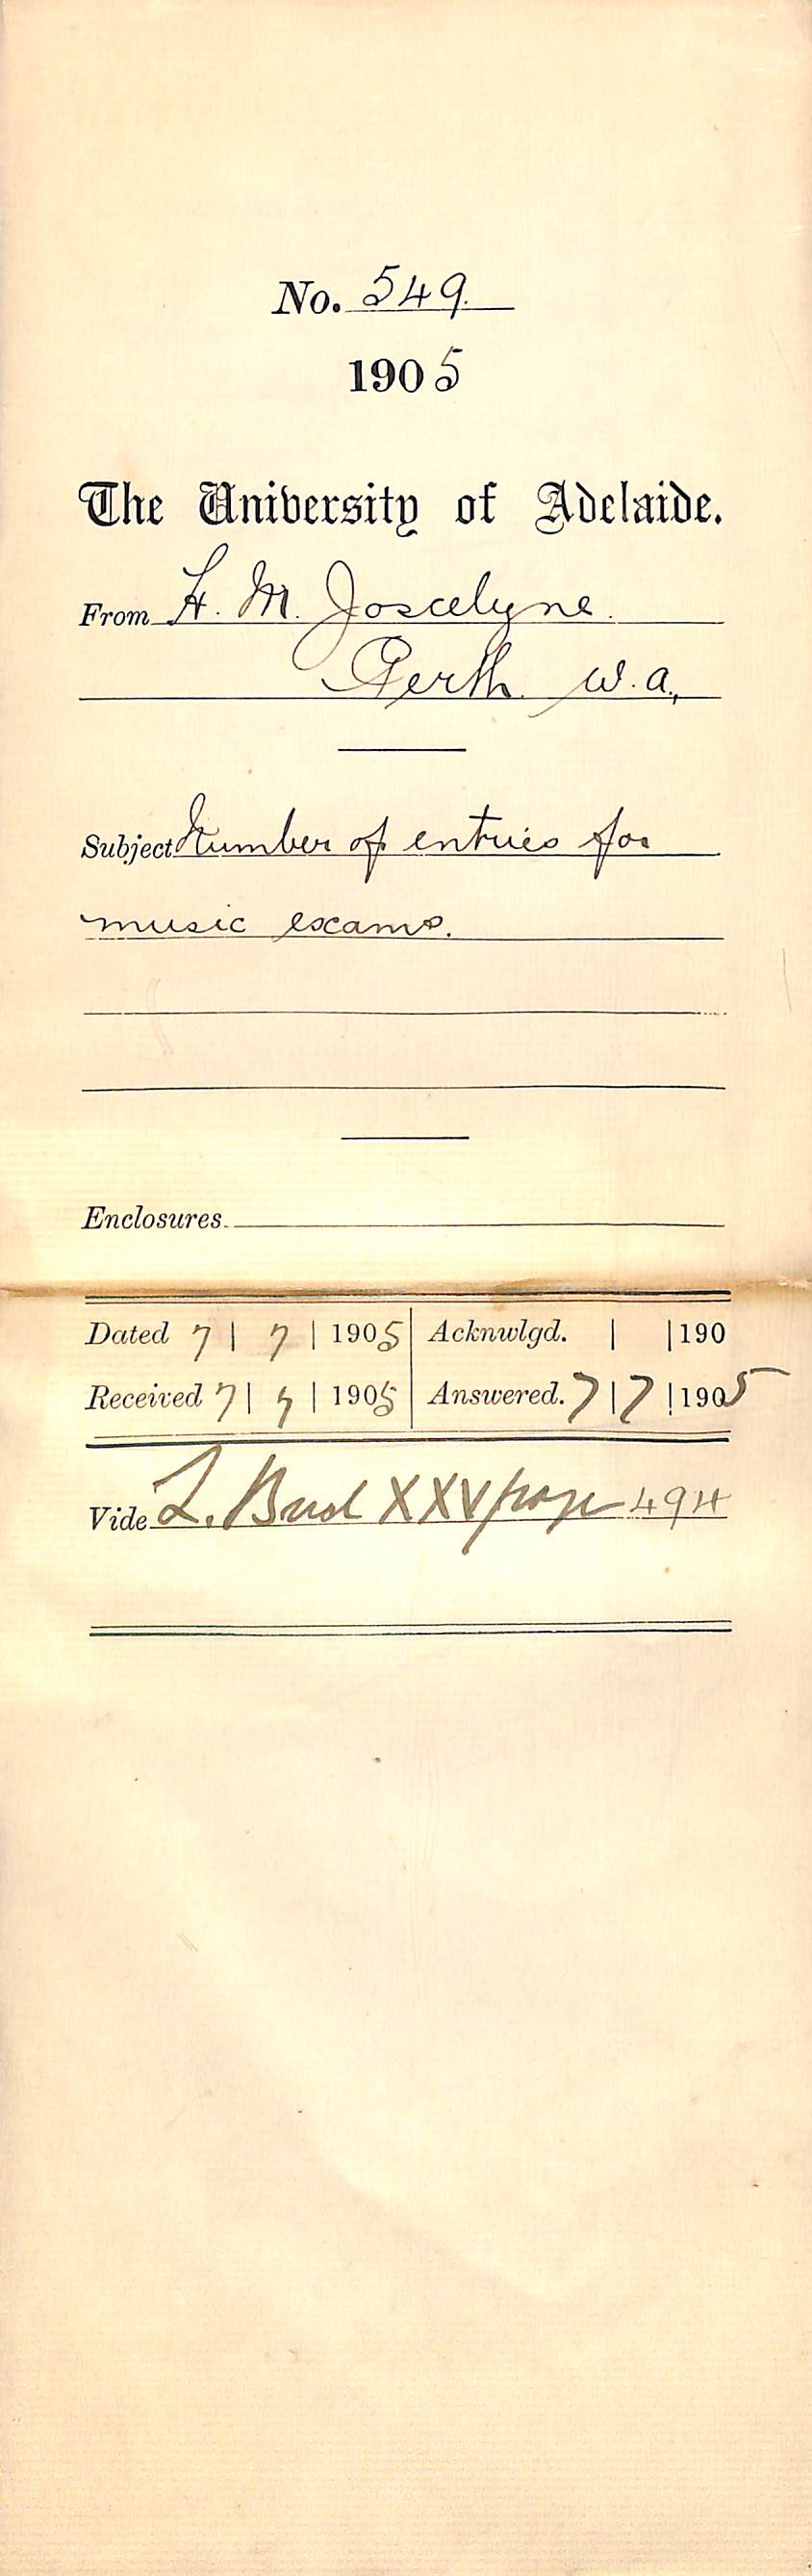 No. 549.
1905
The University of Adelaide.
From H. M. Joscelyne.
Perth W.A.,
Subject Number of entries for
music exams.
Enclosures.
Dated 7 | 7 | 1905 Acknwlgd. | | 190
Received 7 | 7 | 1905 Answered. 7 | 7 | 1905
Vide L. XXV page 494